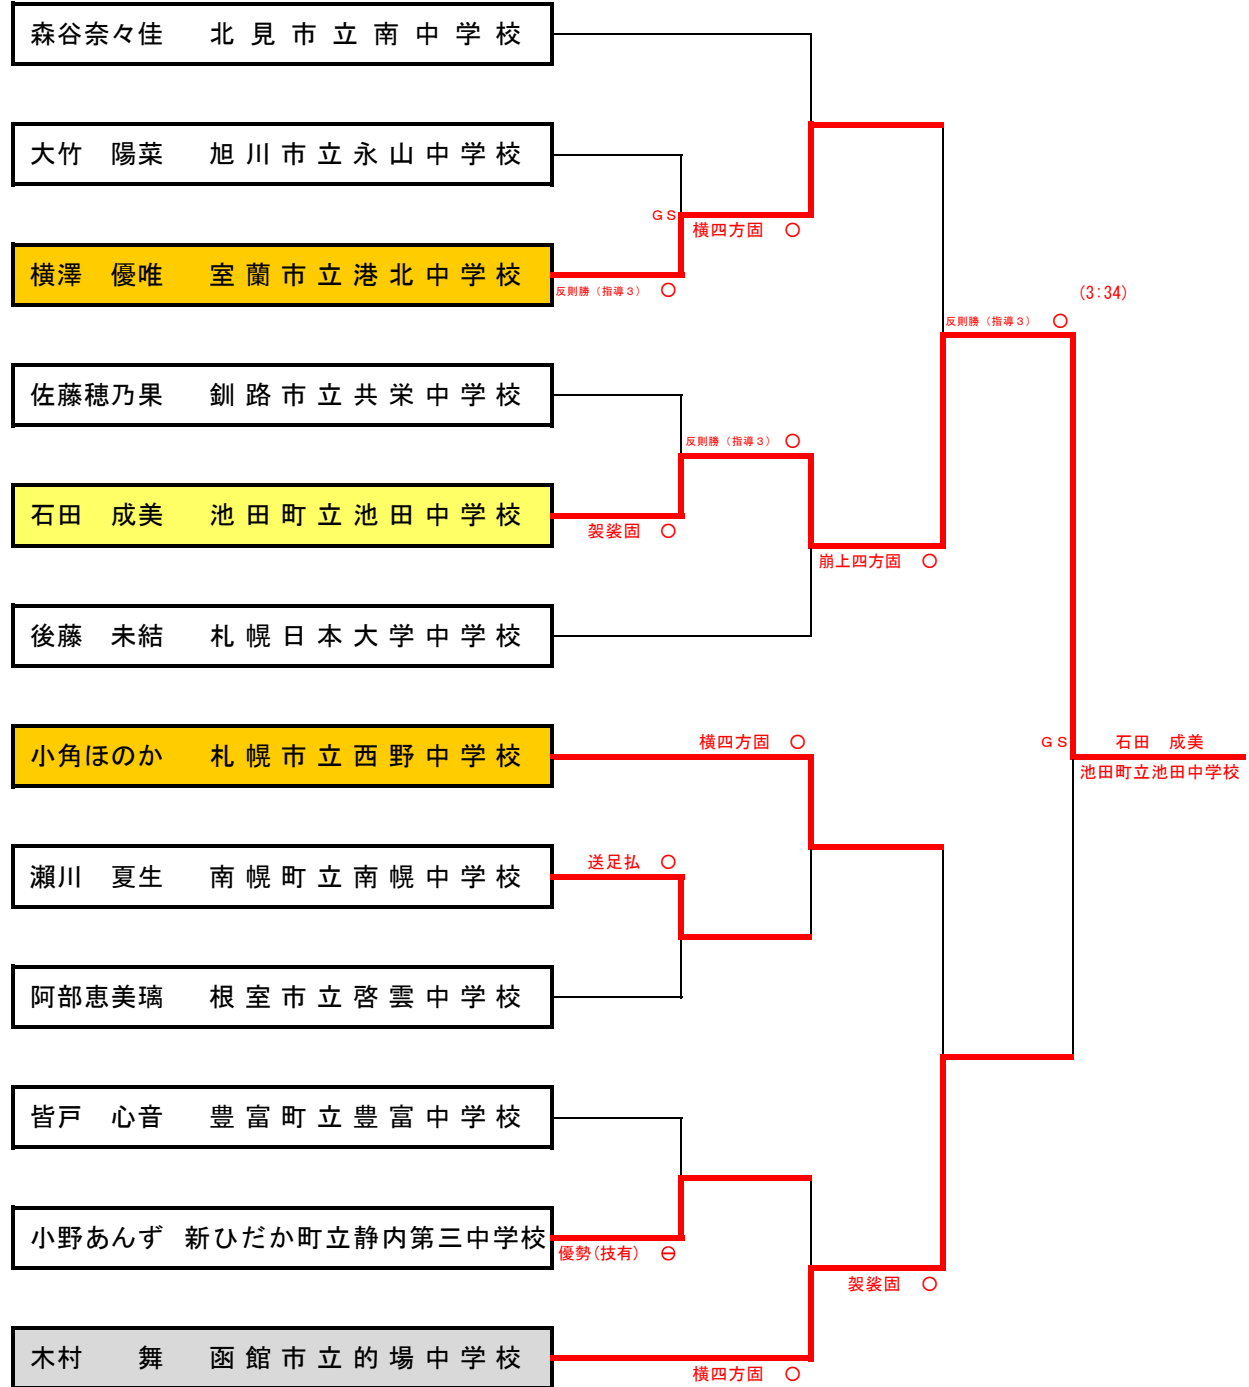 森谷奈々佳 北見市立南中学校
大竹 陽菜 旭川市立永山中学校
GS
横四方固 ○
横澤 優唯 室蘭市立港北中学校
反則勝（指導３） ○
(3:34)
反則勝（指導３） ○
佐藤穂乃果 釧路市立共栄中学校
反則勝（指導３） ○
石田 成美 池田町立池田中学校
袈裟固 ○
崩上四方固 ○
後藤 未結 札幌日本大学中学校
小角ほのか 札幌市立西野中学校
横四方固 ○
GS
石田 成美
池田町立池田中学校
瀨川 夏生 南幌町立南幌中学校
送足払 ○
阿部恵美璃 根室市立啓雲中学校
皆戸 心音 豊富町立豊富中学校
小野あんず 新ひだか町立静内第三中学校
優勢(技有) ⊖
袈裟固 ○
木村 舞 函館市立的場中学校
横四方固 ○